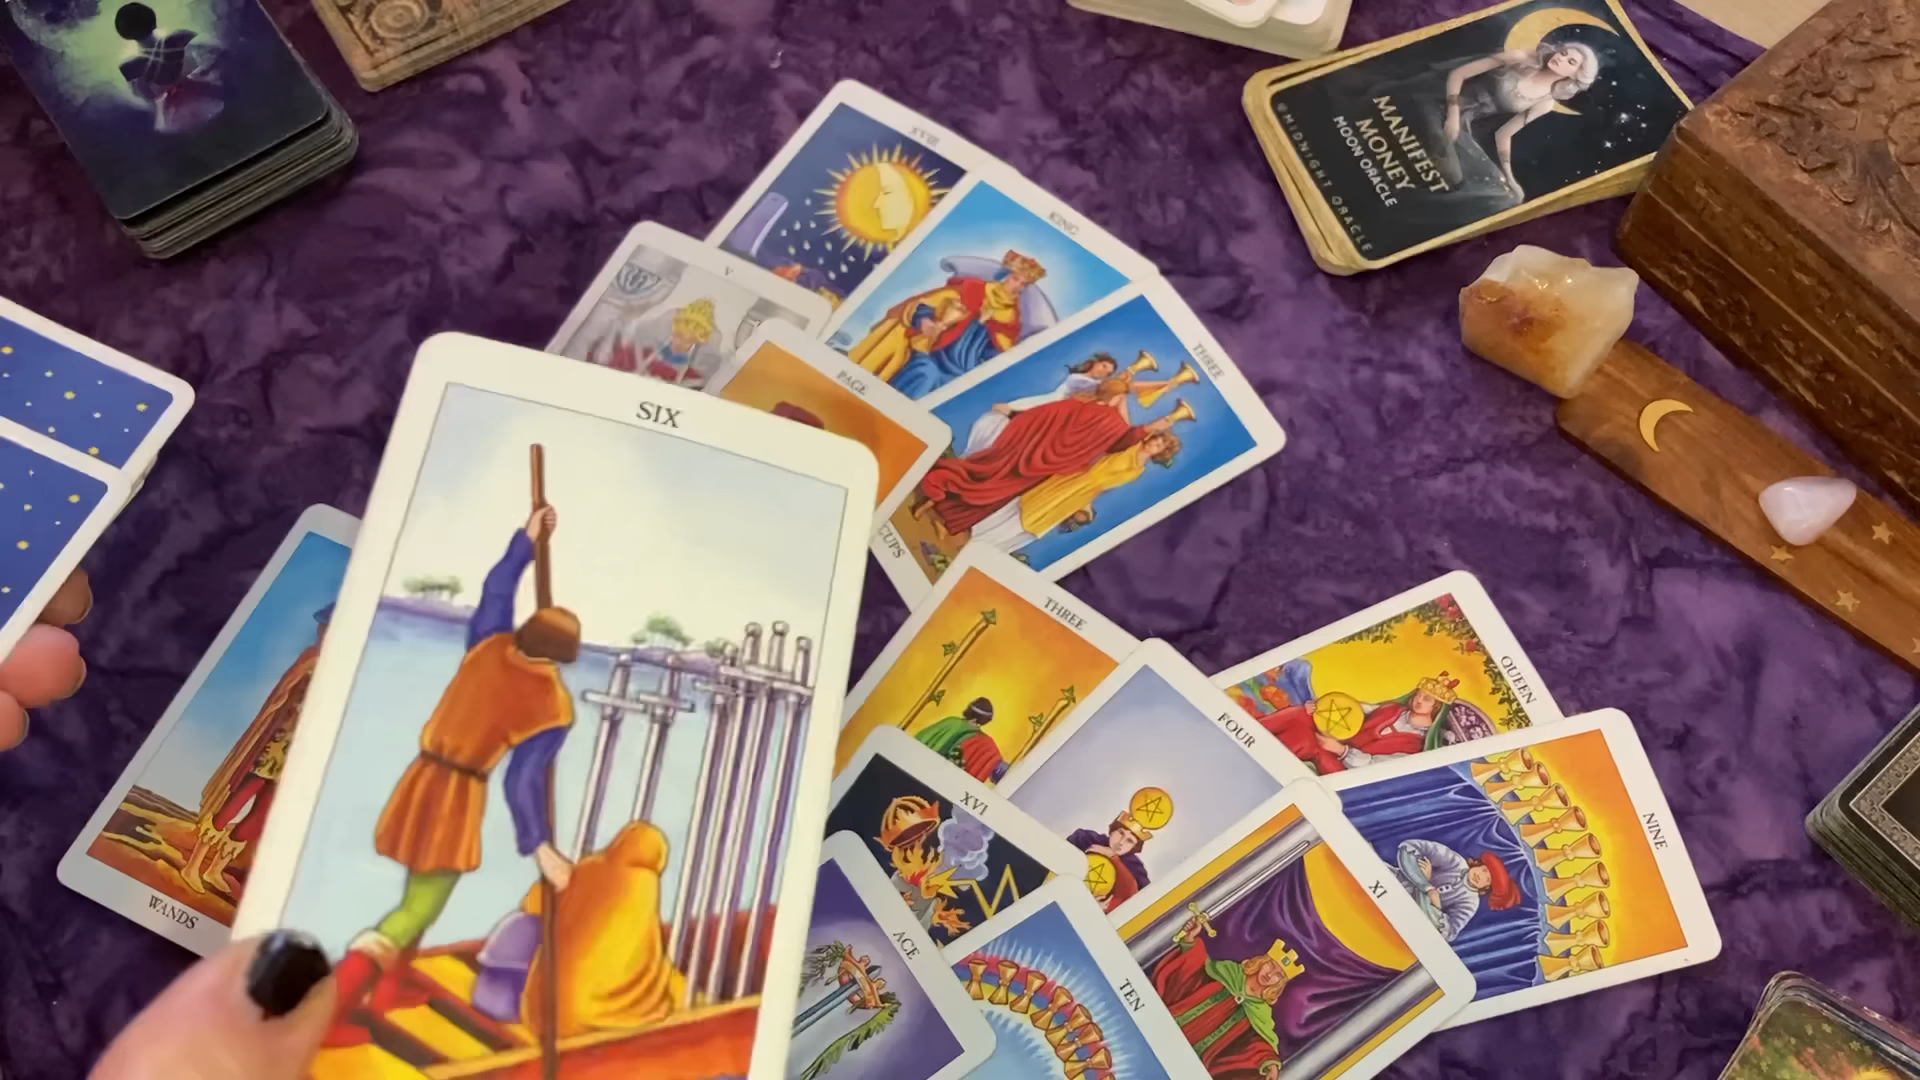 MANIFEST
MONEY
MOON ORACLE
MIDNIGHT ORACLE
XVIII
KING
THREE
V
PAGE
CUPS
SIX
WANDS
THREE
FOUR
QUEEN
NINE
XVI
XI
ACE
TEN